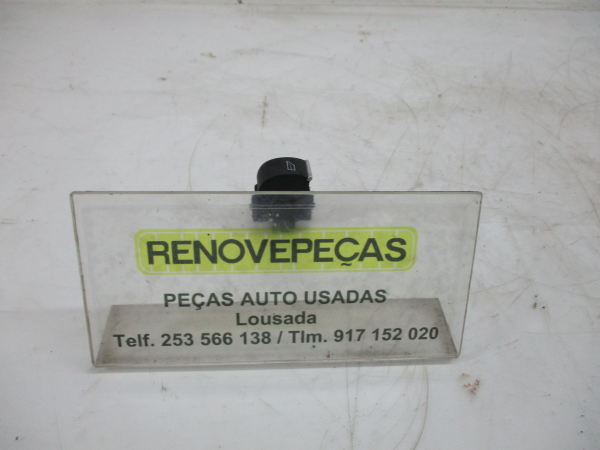 RENOVEPEÇAS
PEÇAS AUTO USADAS
Lousada
Telf. 253 566 138 / Tlm. 917 152 020